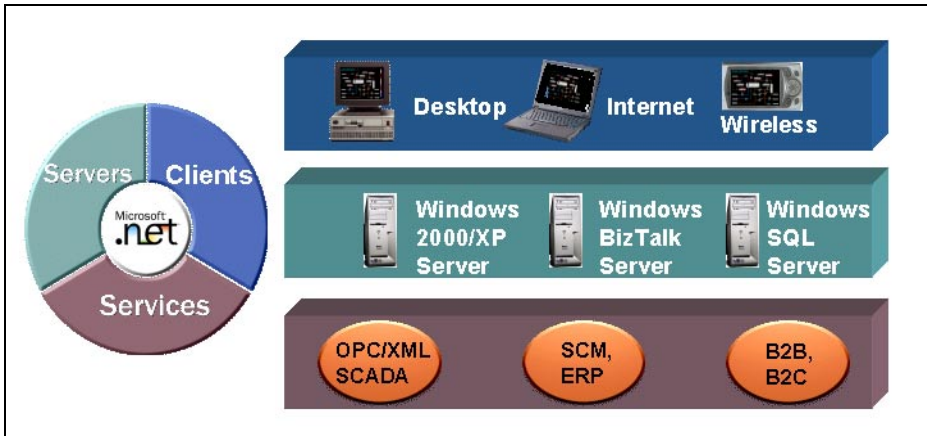 Servers
Clients
Microsoft
.net
Services
Desktop
Internet
Wireless
Windows
2000/XP
Server
Windows
BizTalk
Server
Windows
SQL
Server
OPC/XML
SCADA
SCM,
ERP
B2B,
B2C